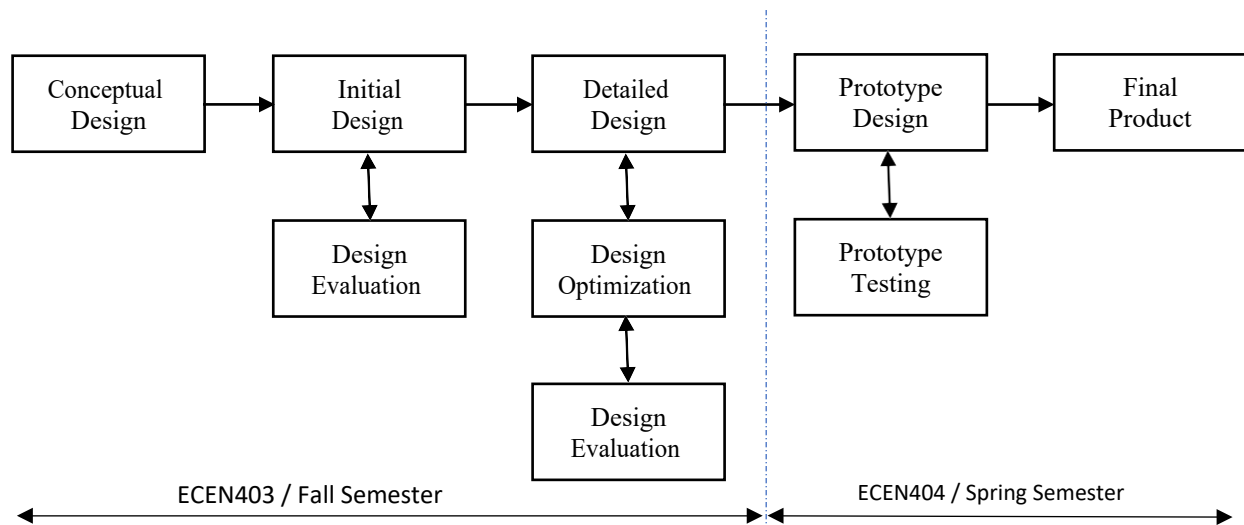 Conceptual
Design
Initial
Design
Detailed
Design
Prototype
Design
Final
Product
Design
Evaluation
Design
Optimization
Prototype
Testing
Design
Evaluation
ECEN403 / Fall Semester
ECEN404 / Spring Semester